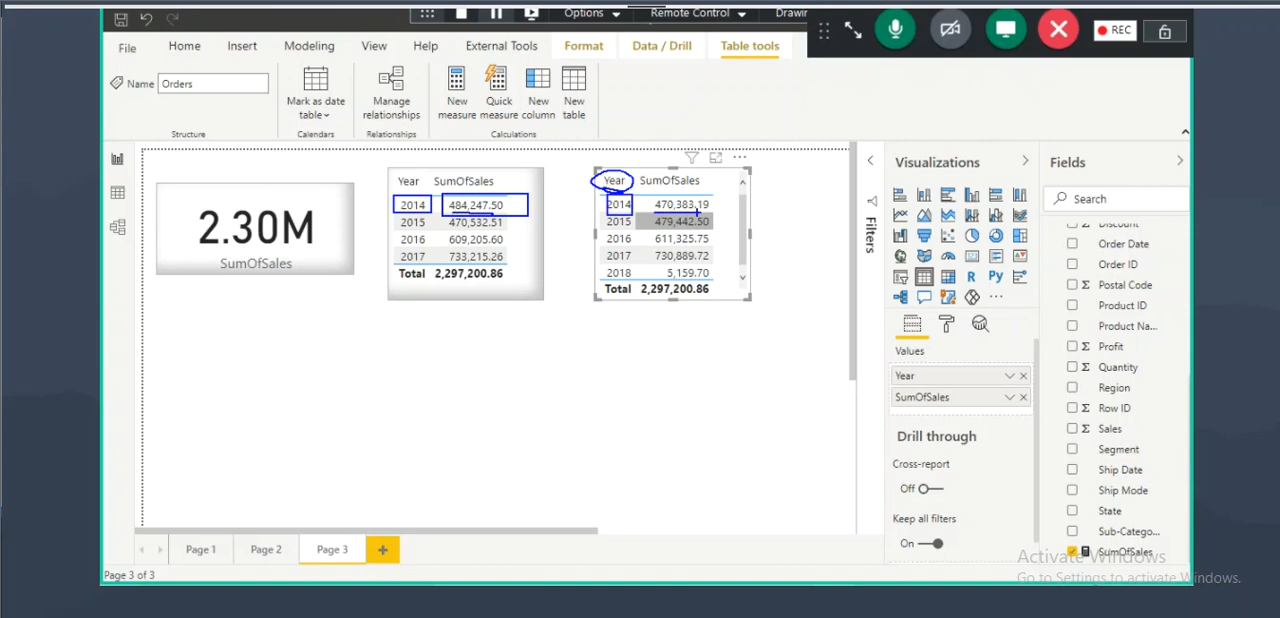 Options
Remote Control
Drawin
REC
File
Home
Insert
Modeling
View
Help
External Tools
Format
Data / Drill
Table tools
Name
Orders
Mark as date table
Manage relationships
New measure
Quick measure
New column
New table
Structure
Calendars
Relationships
Calculations
2.30M
SumOfSales
Year SumOfSales
2014 484,247.50
2015 470,532.51
2016 609,205.60
2017 733,215.26
Total 2,297,200.86
Year SumOfSales
2014 470,383.19
2015 479,442.50
2016 611,325.75
2017 730,889.72
2018 5,159.70
Total 2,297,200.86
Filters
Visualizations
R
Py
Values
Year
SumOfSales
Drill through
Cross-report
Off
Keep all filters
On
Fields
Search
Discount
Order Date
Order ID
Postal Code
Product ID
Product Na...
Profit
Quantity
Region
Row ID
Sales
Segment
Ship Date
Ship Mode
State
Sub-Catego...
SumOfSales
Page 1
Page 2
Page 3
Page 3 of 3
Activate Windows
Go to Settings to activate Windows.